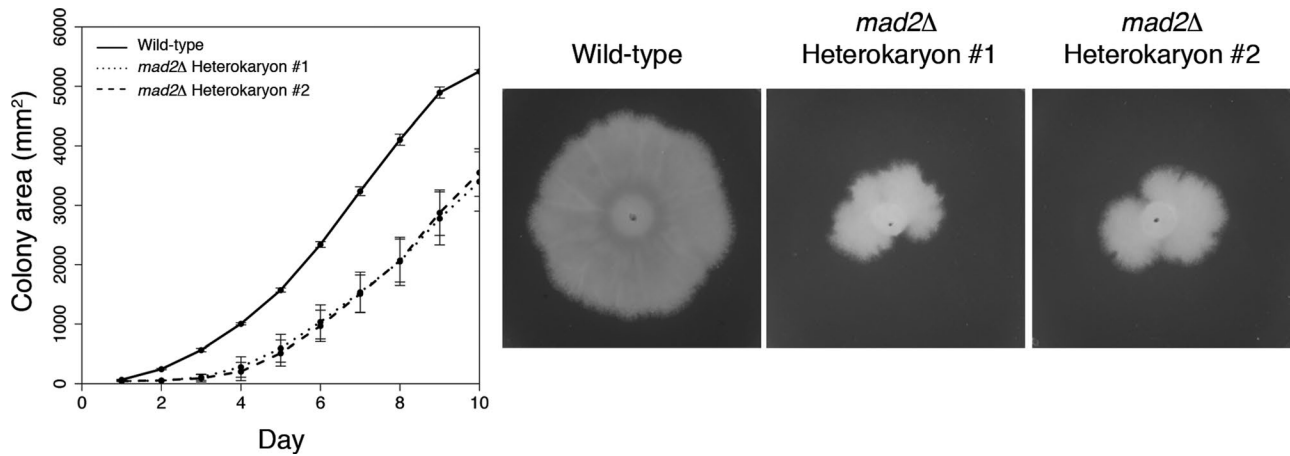 Colony area (mm²)
6000
5000
4000
3000
2000
1000
0
Wild-type
mad2Δ Heterokaryon #1
mad2Δ Heterokaryon #2
0
2
4
6
8
10
Day
Wild-type
mad2Δ
Heterokaryon #1
mad2Δ
Heterokaryon #2